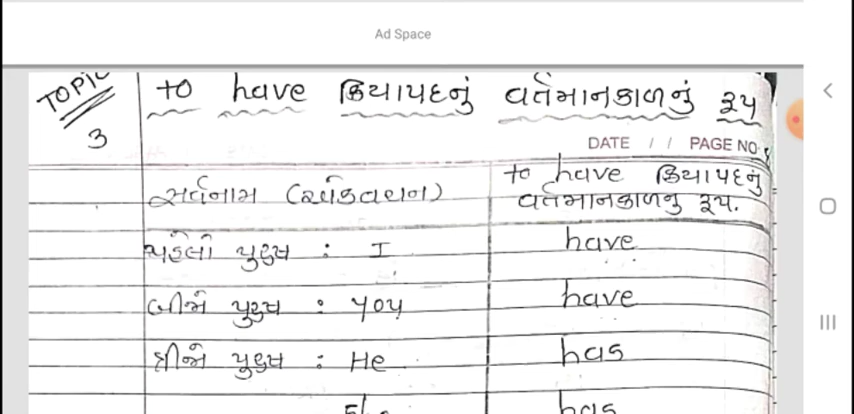 Ad Space
TOPIC 3
to have ક્રિયાપદનું વર્તમાનકાળનું રૂપ
DATE / / PAGE NO.
સર્વનામ (એકવચન) to have ક્રિયાપદનું વર્તમાનકાળનુ રૂપ.
પહેલો પુરુષ : I have
બીજો પુરુષ : you have
ત્રીજો પુરુષ : He has
has